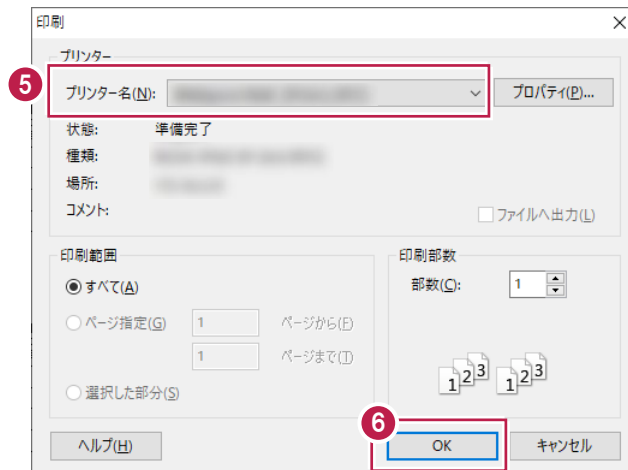 印刷
プリンター
5
プリンター名(N):
プロパティ(P)...
状態: 準備完了
種類:
場所:
コメント:
ファイルへ出力(L)
印刷範囲
すべて(A)
ページ指定(G) 1 ページから(F)
1 ページまで(T)
選択した部分(S)
印刷部数
部数(C): 1
1 2 3 1 2 3
6
ヘルプ(H) OK キャンセル